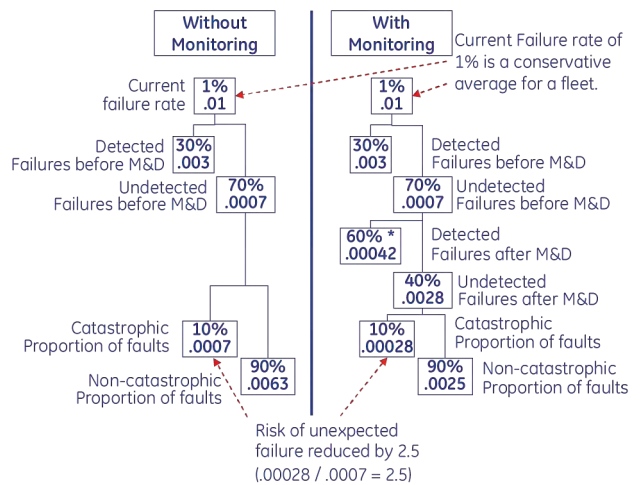 Without
Monitoring
With
Monitoring
Current Failure rate of
1% is a conservative
average for a fleet.
Current
failure rate
1%
.01
1%
.01
Detected
Failures before M&D
30%
.003
30%
.003
Detected
Failures before M&D
Undetected
Failures before M&D
70%
.0007
70%
.0007
Undetected
Failures before M&D
60% *
.00042
Detected
Failures after M&D
40%
.0028
Undetected
Failures after M&D
Catastrophic
Proportion of faults
10%
.0007
10%
.00028
Catastrophic
Proportion of faults
Non-catastrophic
Proportion of faults
90%
.0063
90%
.0025
Non-catastrophic
Proportion of faults
Risk of unexpected
failure reduced by 2.5
(.00028 / .0007 = 2.5)